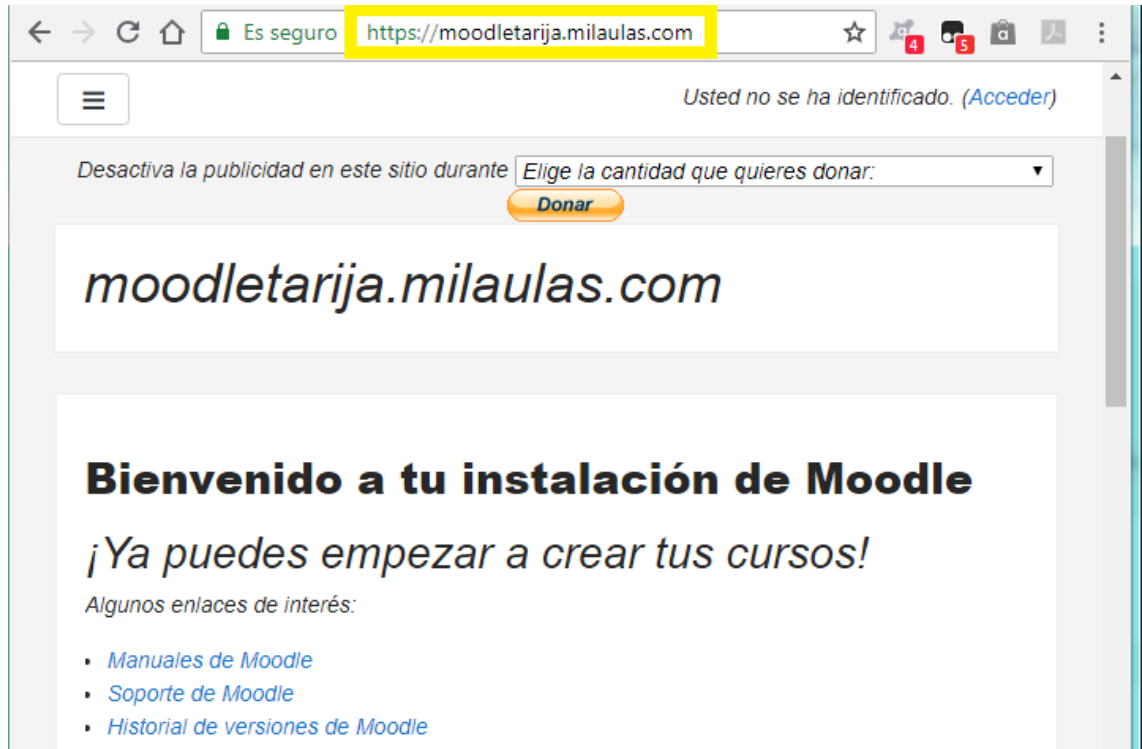 Es seguro https://moodletarija.milaulas.com 4 5 a
Usted no se ha identificado. (Acceder)
Desactiva la publicidad en este sitio durante Elige la cantidad que quieres donar:
Donar
moodletarija.milaulas.com
Bienvenido a tu instalación de Moodle
¡Ya puedes empezar a crear tus cursos!
Algunos enlaces de interés:
• Manuales de Moodle
• Soporte de Moodle
• Historial de versiones de Moodle